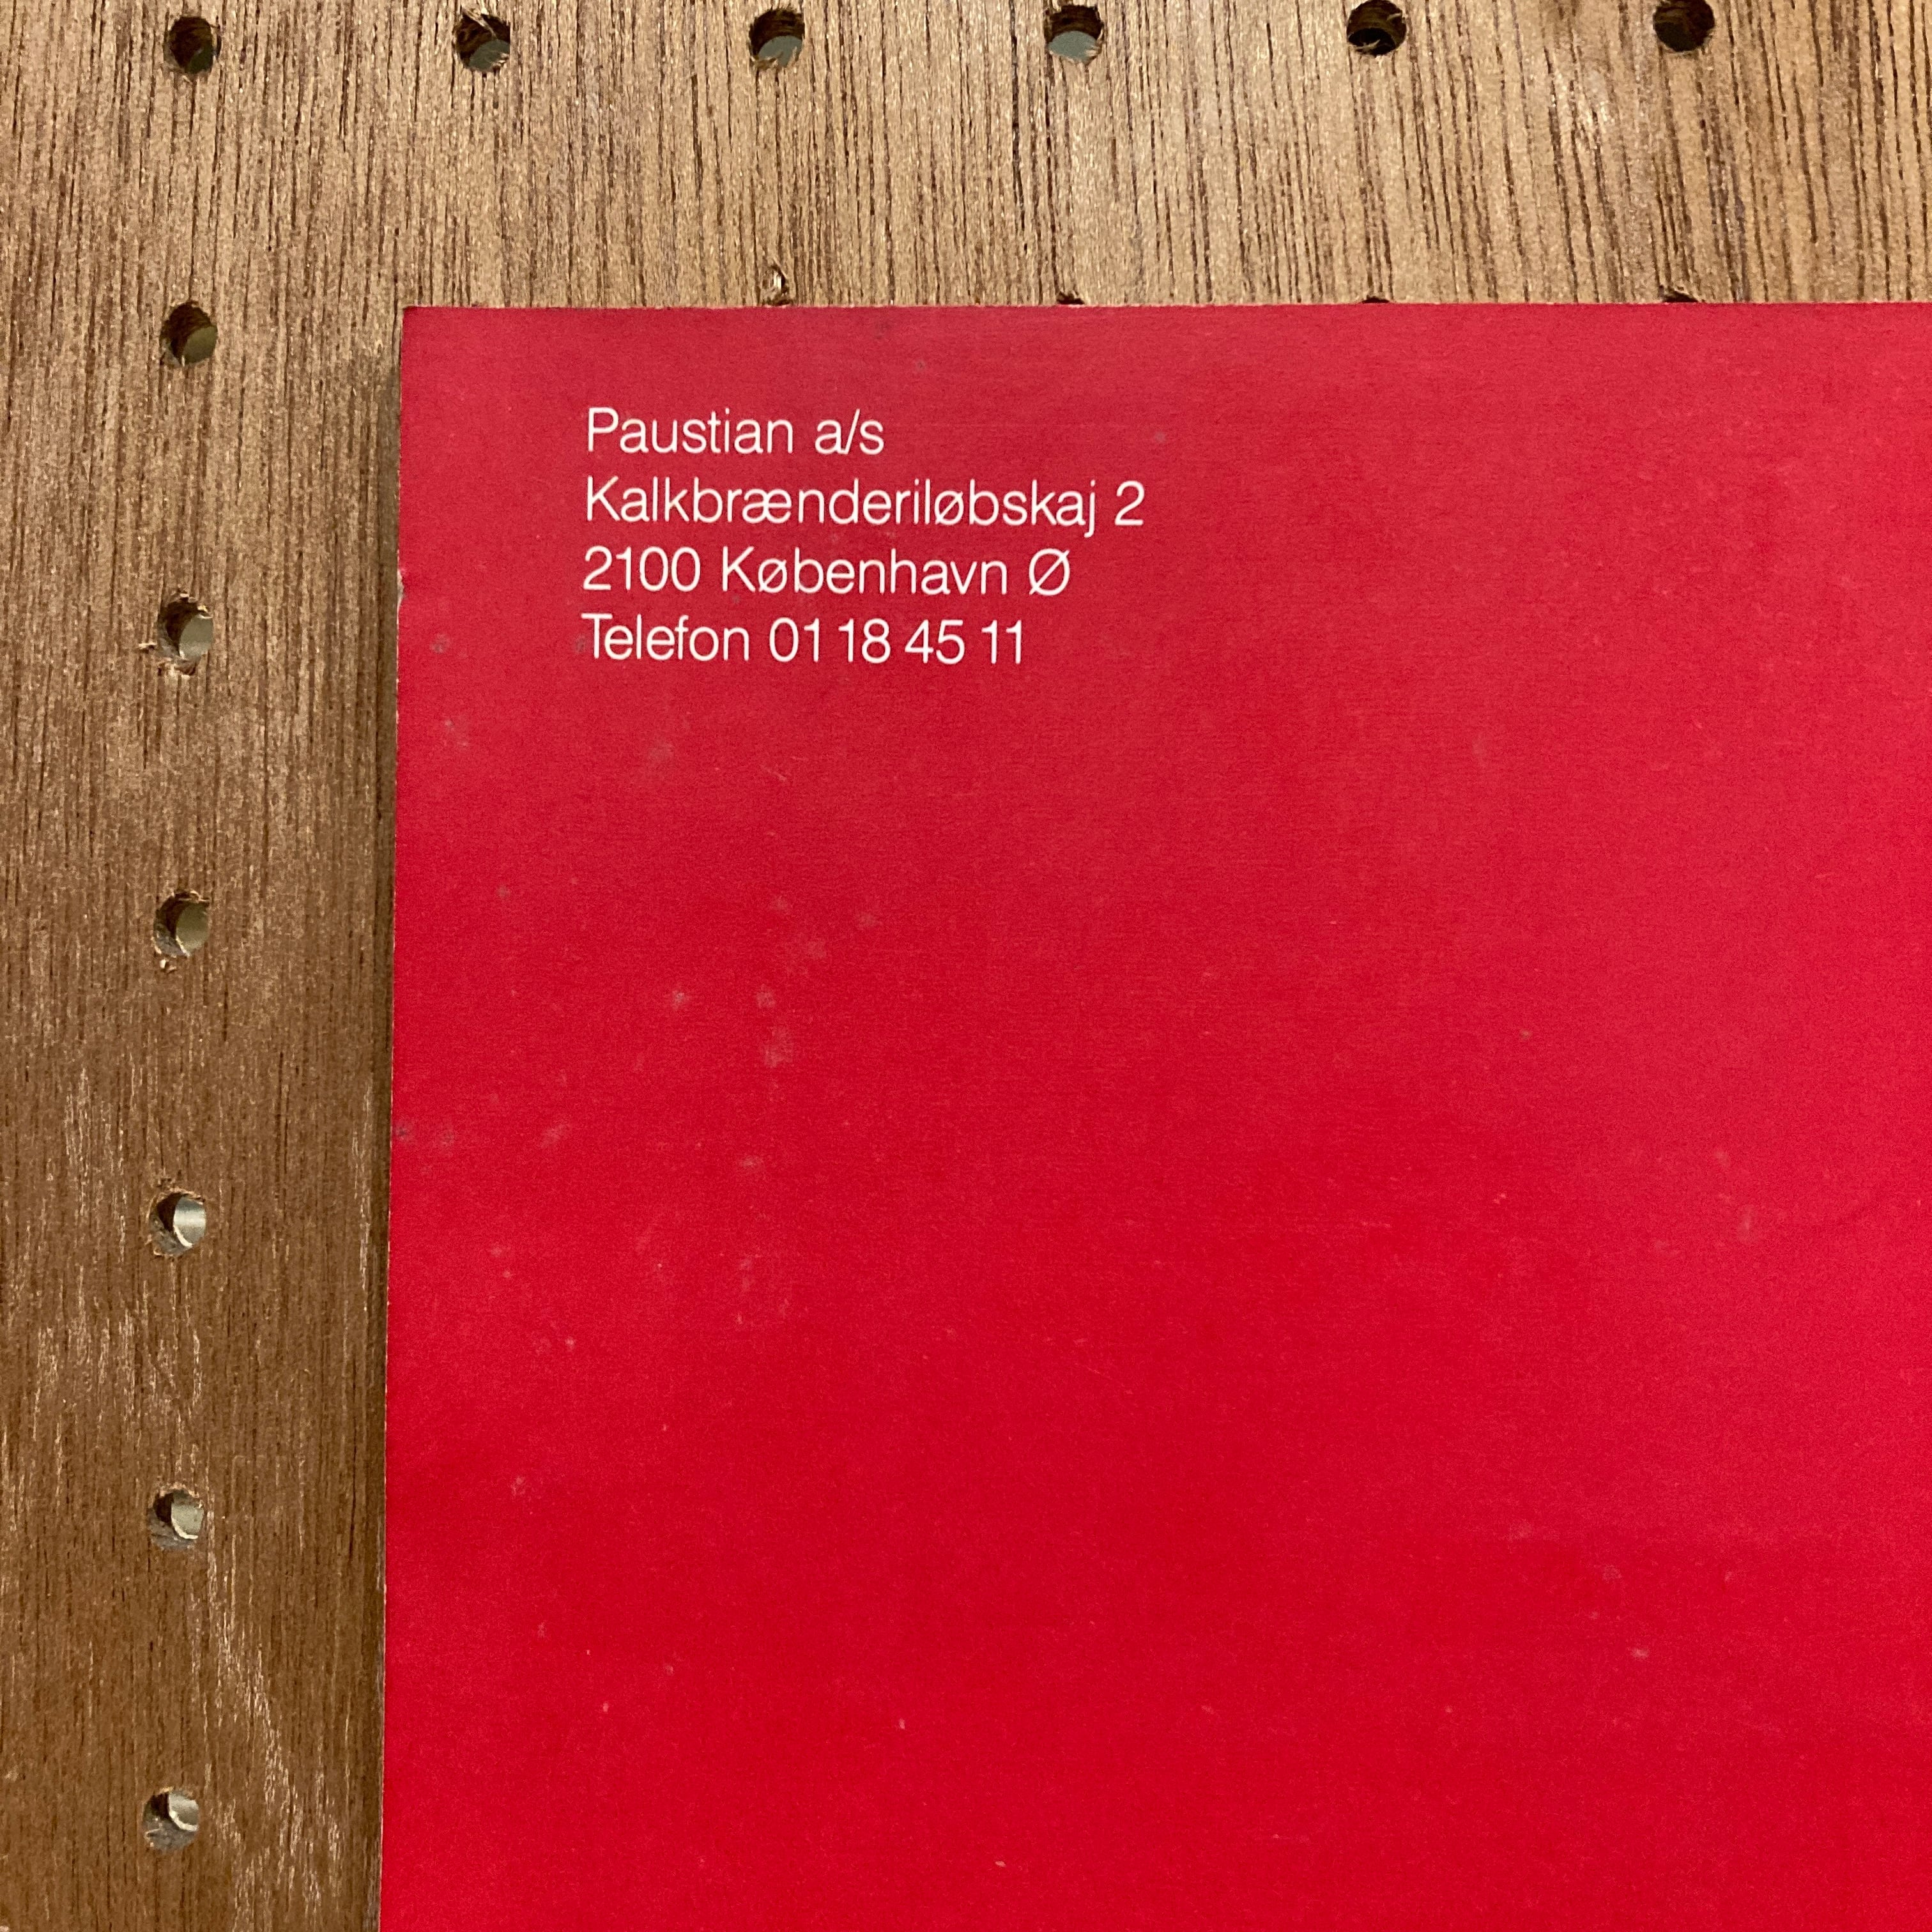 Paustian a/s
Kalkbrænderiløbskaj 2
2100 København Ø
Telefon 01 18 45 11